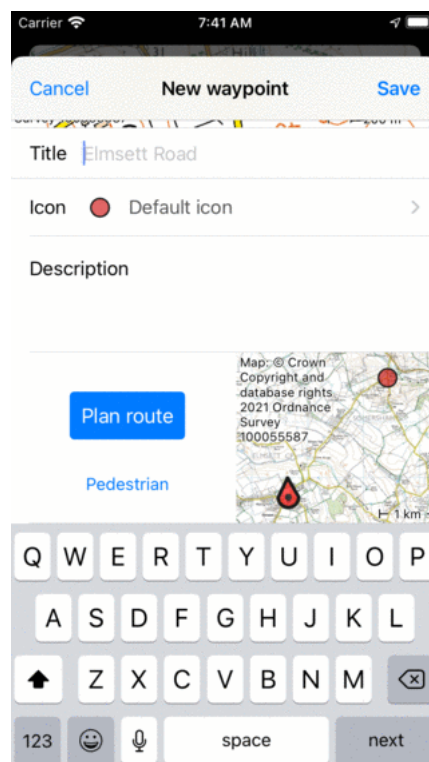 Carrier 7:41 AM
Cancel New waypoint Save
Title Elmsett Road
Icon Default icon
Description
Map: © Crown
Copyright and
database rights
2021 Ordnance
Survey
100055587
Plan route
Pedestrian
1 km
Q W E R T Y U I O P
A S D F G H J K L
Z X C V B N M
123 space next